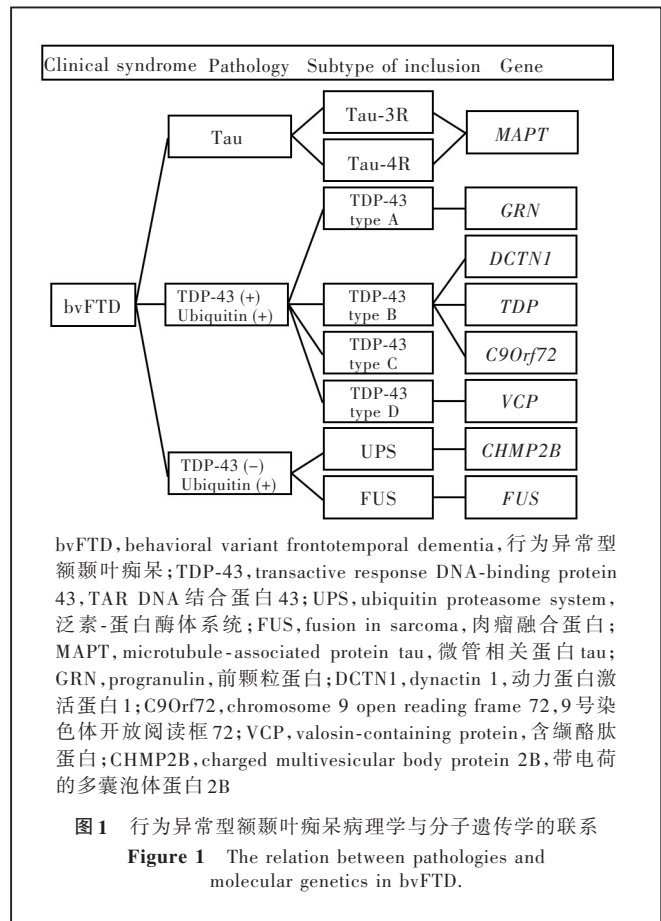 Clinical syndrome Pathology Subtype of inclusion Gene
Tau-3R
Tau
MAPT
Tau-4R
TDP-43
type A
GRN
DCTN1
bvFTD
TDP-43 (+)
Ubiquitin (+)
TDP-43
type B
TDP
TDP-43
type C
C9Orf72
TDP-43
type D
VCP
TDP-43 (-)
Ubiquitin (+)
UPS
CHMP2B
FUS
FUS
bvFTD,behavioral variant frontotemporal dementia,行为异常型
额颞叶痴呆;TDP-43,transactive response DNA-binding protein
43,TAR DNA 结合蛋白43;UPS,ubiquitin proteasome system,
泛素-蛋白酶体系统;FUS,fusion in sarcoma,肉瘤融合蛋白;
MAPT,microtubule-associated protein tau,微管相关蛋白tau;
GRN,progranulin,前颗粒蛋白;DCTN1,dynactin 1,动力蛋白激
活蛋白1;C9Orf72,chromosome 9 open reading frame 72,9号染
色体开放阅读框72;VCP,valosin-containing protein,含缬酪肽
蛋白;CHMP2B,charged multivesicular body protein 2B,带电荷
的多囊泡体蛋白2B
图1 行为异常型额颞叶痴呆病理学与分子遗传学的联系
Figure 1 The relation between pathologies and
molecular genetics in bvFTD.